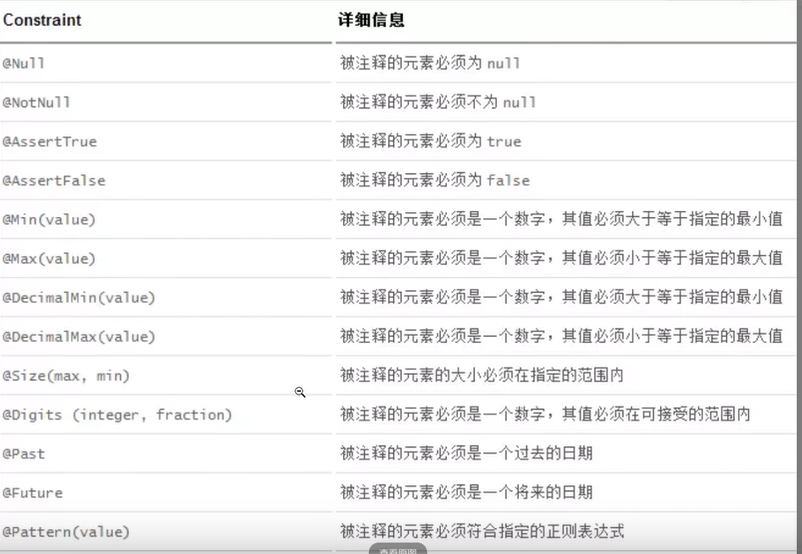 Constraint 详细信息
@Null 被注释的元素必须为 null
@NotNull 被注释的元素必须不为 null
@AssertTrue 被注释的元素必须为 true
@AssertFalse 被注释的元素必须为 false
@Min(value) 被注释的元素必须是一个数字，其值必须大于等于指定的最小值
@Max(value) 被注释的元素必须是一个数字，其值必须小于等于指定的最大值
@DecimalMin(value) 被注释的元素必须是一个数字，其值必须大于等于指定的最小值
@DecimalMax(value) 被注释的元素必须是一个数字，其值必须小于等于指定的最大值
@Size(max, min) 被注释的元素的大小必须在指定的范围内
@Digits (integer, fraction) 被注释的元素必须是一个数字，其值必须在可接受的范围内
@Past 被注释的元素必须是一个过去的日期
@Future 被注释的元素必须是一个将来的日期
@Pattern(value) 被注释的元素必须符合指定的正则表达式